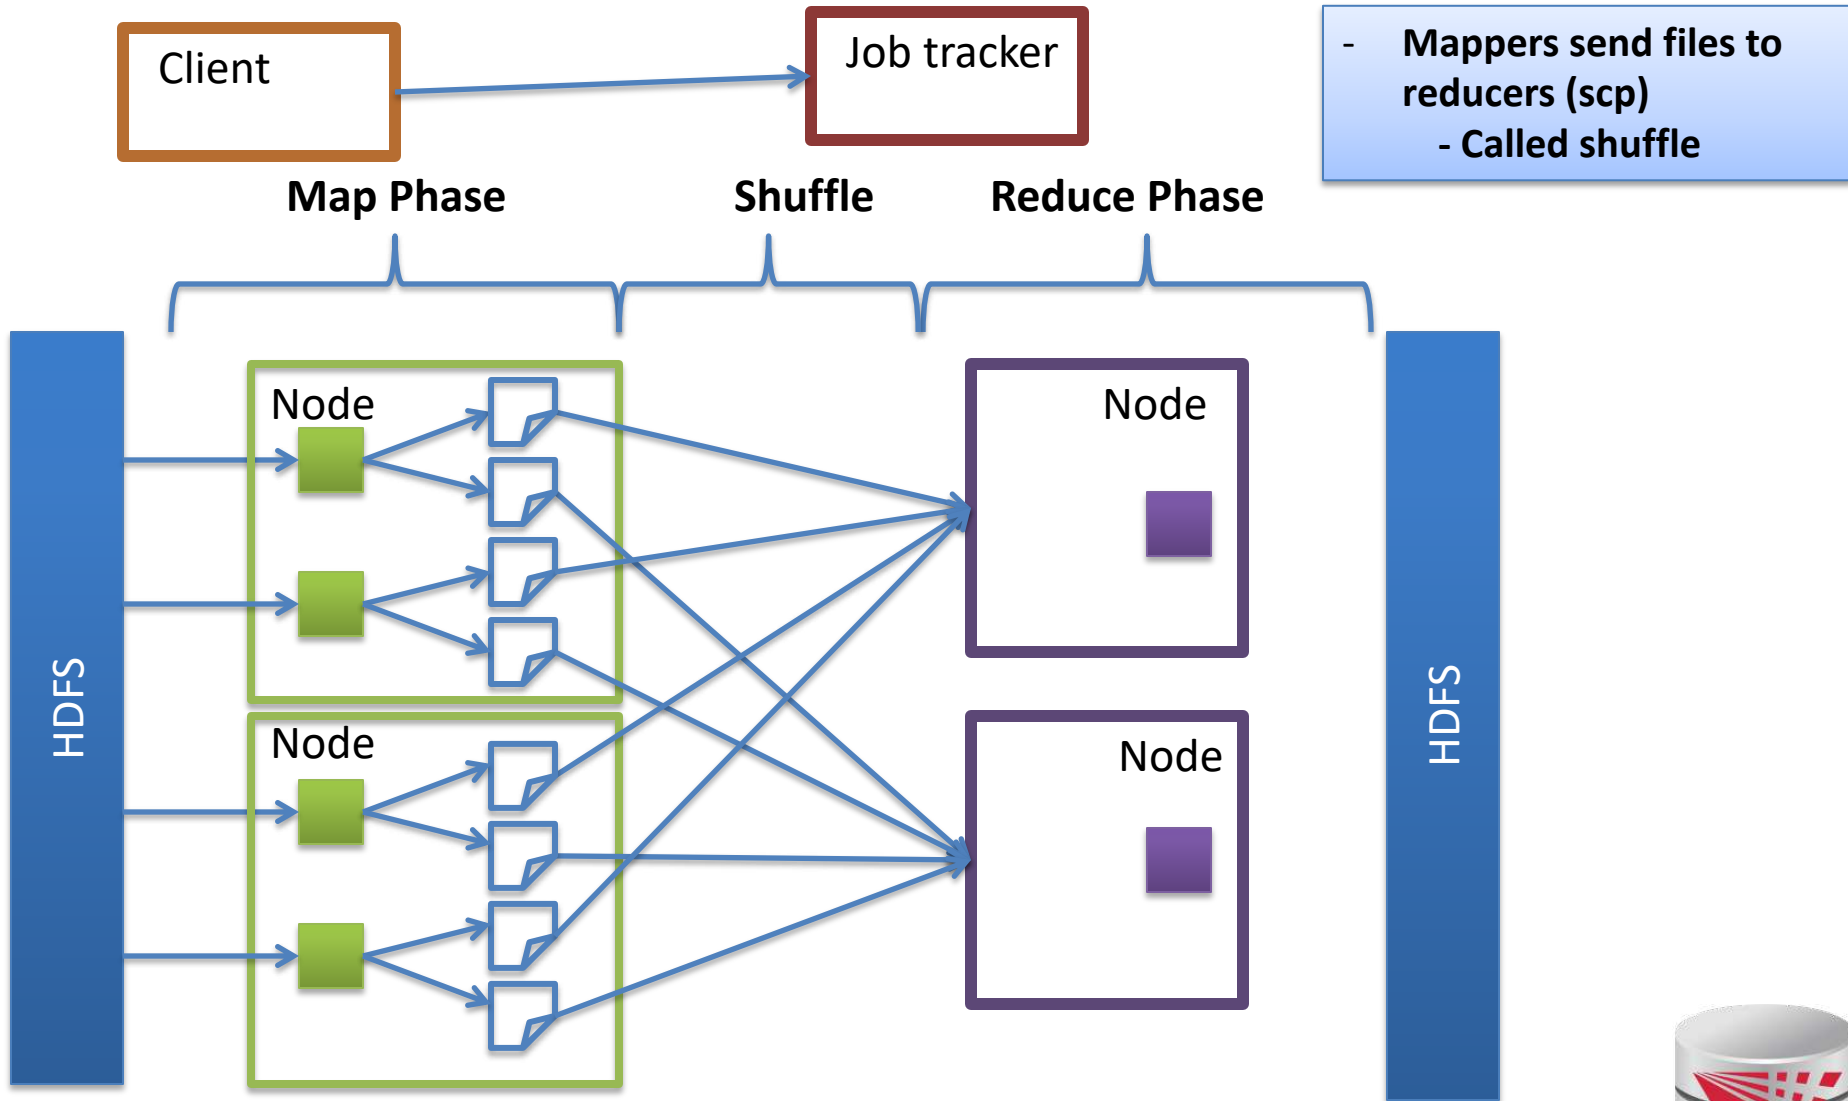 Client
Job tracker
- Mappers send files to
reducers (scp)
- Called shuffle
Map Phase
Shuffle
Reduce Phase
HDFS
Node
Node
Node
Node
HDFS